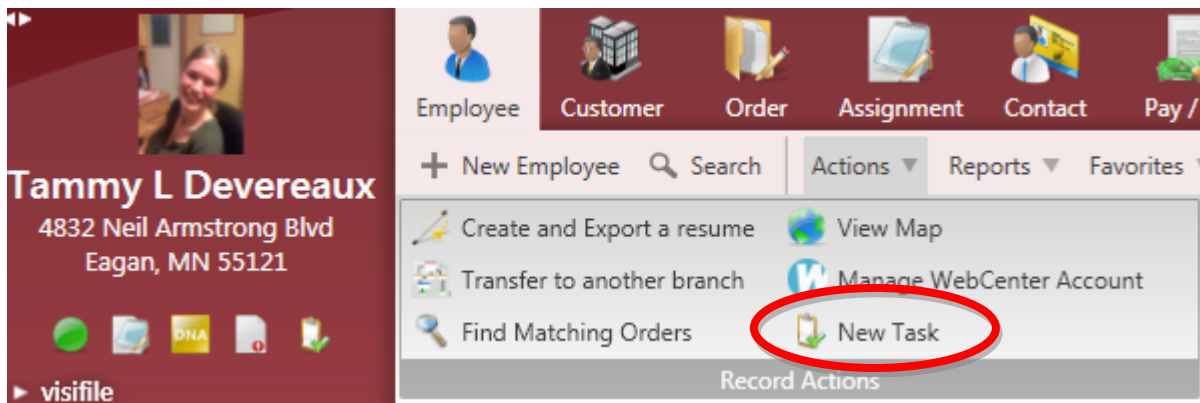 Tammy L Devereaux
4832 Neil Armstrong Blvd
Eagan, MN 55121
DNA
visifile
Employee Customer Order Assignment Contact Pay /
New Employee Search Actions Reports Favorites
Create and Export a resume View Map
Transfer to another branch W Manage WebCenter Account
Find Matching Orders New Task
Record Actions